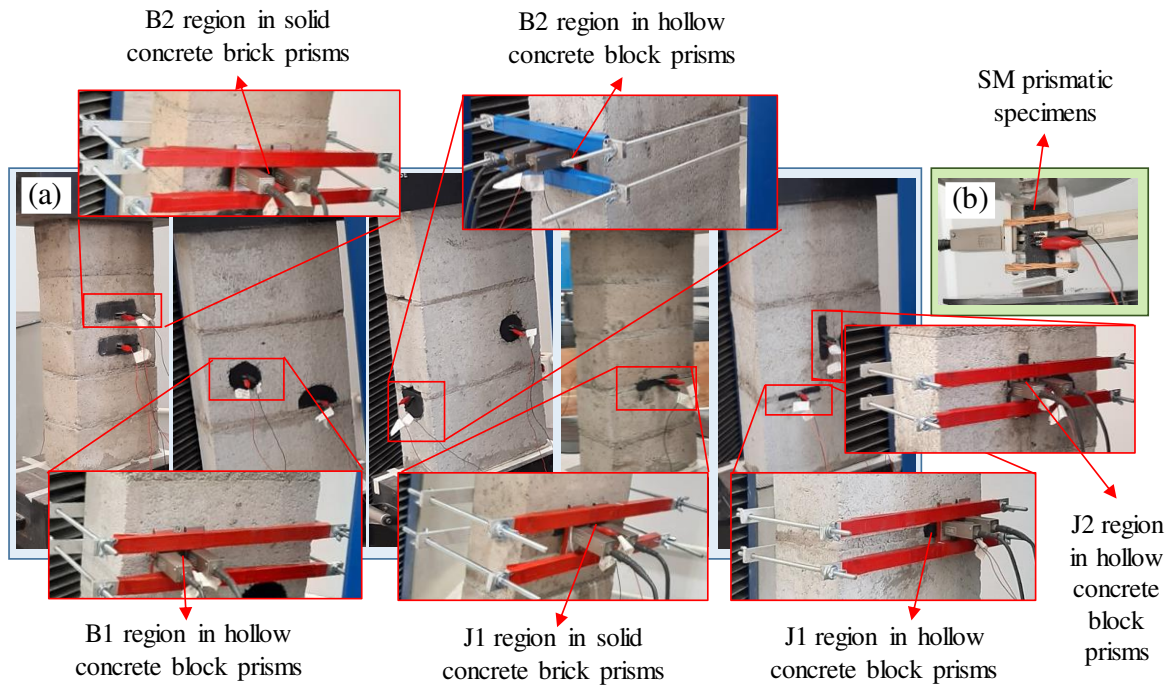 B2 region in solid
concrete brick prisms
B2 region in hollow
concrete block prisms
SM prismatic
specimens
(a)
(b)
B1 region in hollow
concrete block prisms
J1 region in solid
concrete brick prisms
J1 region in hollow
concrete block prisms
J2 region
in hollow
concrete
block
prisms